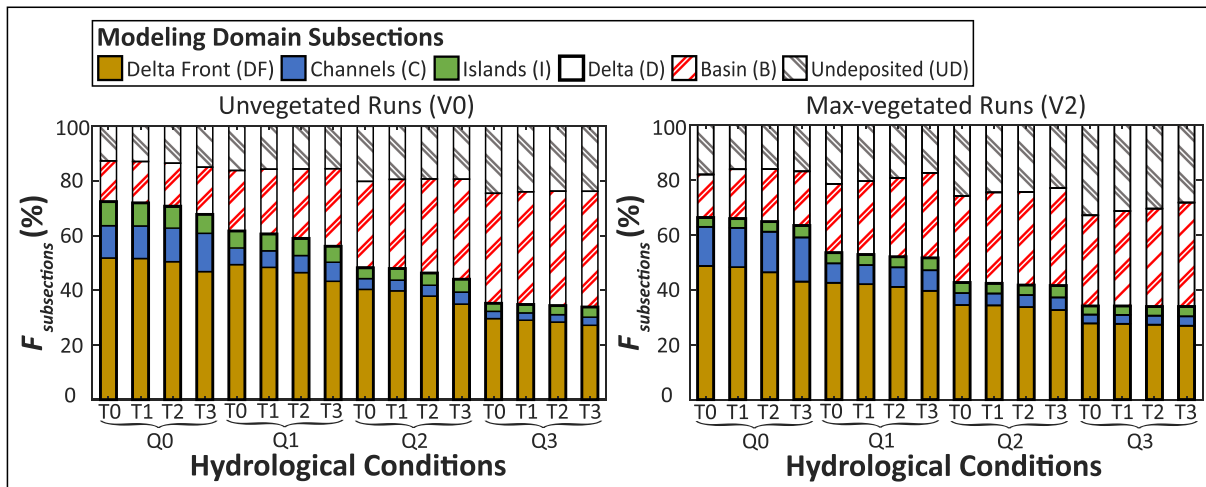 Modeling Domain Subsections
Delta Front (DF) Channels (C) Islands (I) Delta (D) Basin (B) Undeposited (UD)
Unvegetated Runs (V0)
100
80
60
40
20
0
F subsections (%)
T0 T1 T2 T3 T0 T1 T2 T3 T0 T1 T2 T3 T0 T1 T2 T3
Q0 Q1 Q2 Q3
Hydrological Conditions
Max-vegetated Runs (V2)
100
80
60
40
20
0
F subsections (%)
T0 T1 T2 T3 T0 T1 T2 T3 T0 T1 T2 T3 T0 T1 T2 T3
Q0 Q1 Q2 Q3
Hydrological Conditions